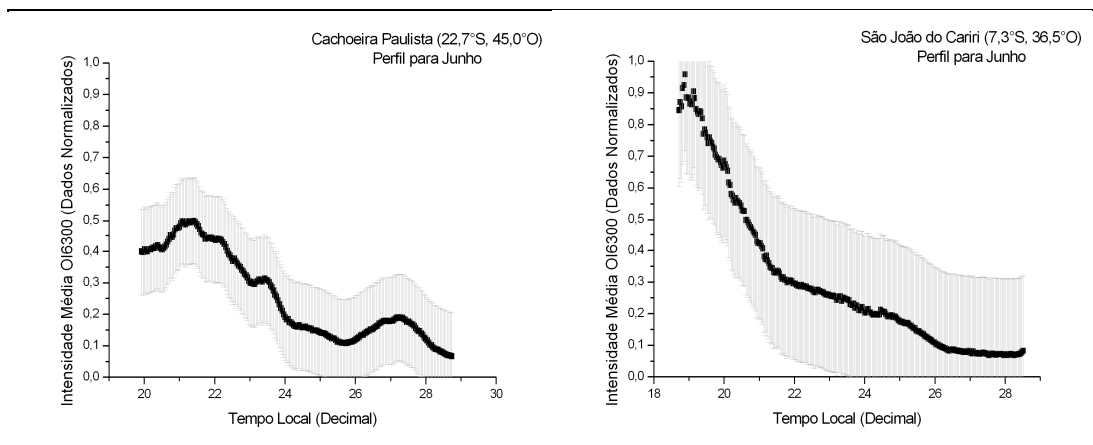 Cachoeira Paulista (22,7°S, 45,0°O)
Perfil para Junho
Intensidade Média OI6300 (Dados Normalizados)
1,0
0,9
0,8
0,7
0,6
0,5
0,4
0,3
0,2
0,1
0,0
20 22 24 26 28 30
Tempo Local (Decimal)
São João do Cariri (7,3°S, 36,5°O)
Perfil para Junho
Intensidade Média OI6300 (Dados Normalizados)
1,0
0,9
0,8
0,7
0,6
0,5
0,4
0,3
0,2
0,1
0,0
18 20 22 24 26 28
Tempo Local (Decimal)